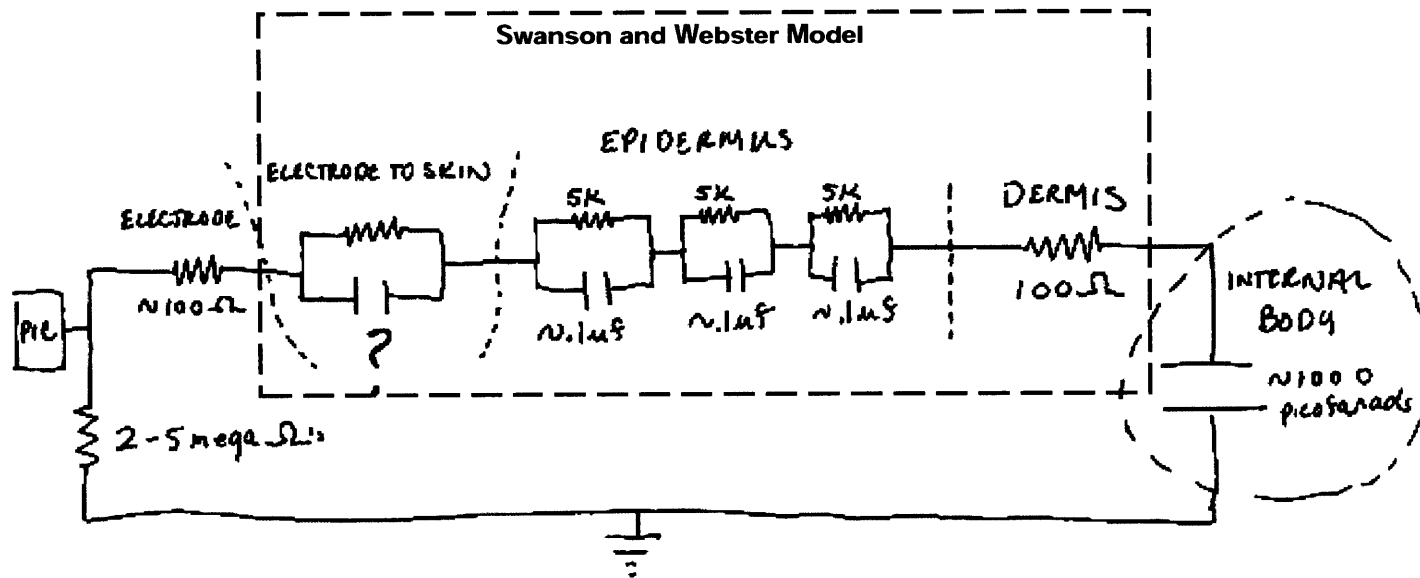 Swanson and Webster Model
EPIDERMUS
ELECTRODE TO SKIN
ELECTRODE
5K
5K
5K
DERMIS
~100Ω
~.1uf
~.1uf
~.1uf
100Ω
INTERNAL
BODY
PIC
?
~1000
picofarads
2-5 mega Ω's